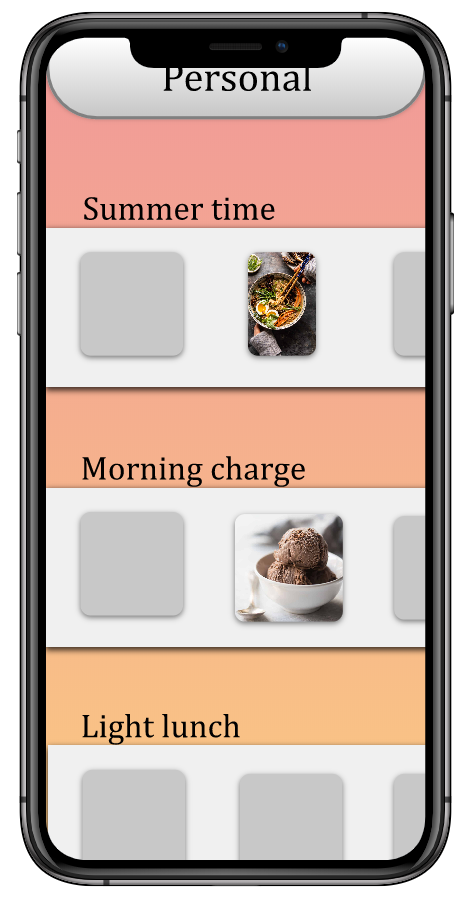 Personal
Summer time
Morning charge
Light lunch